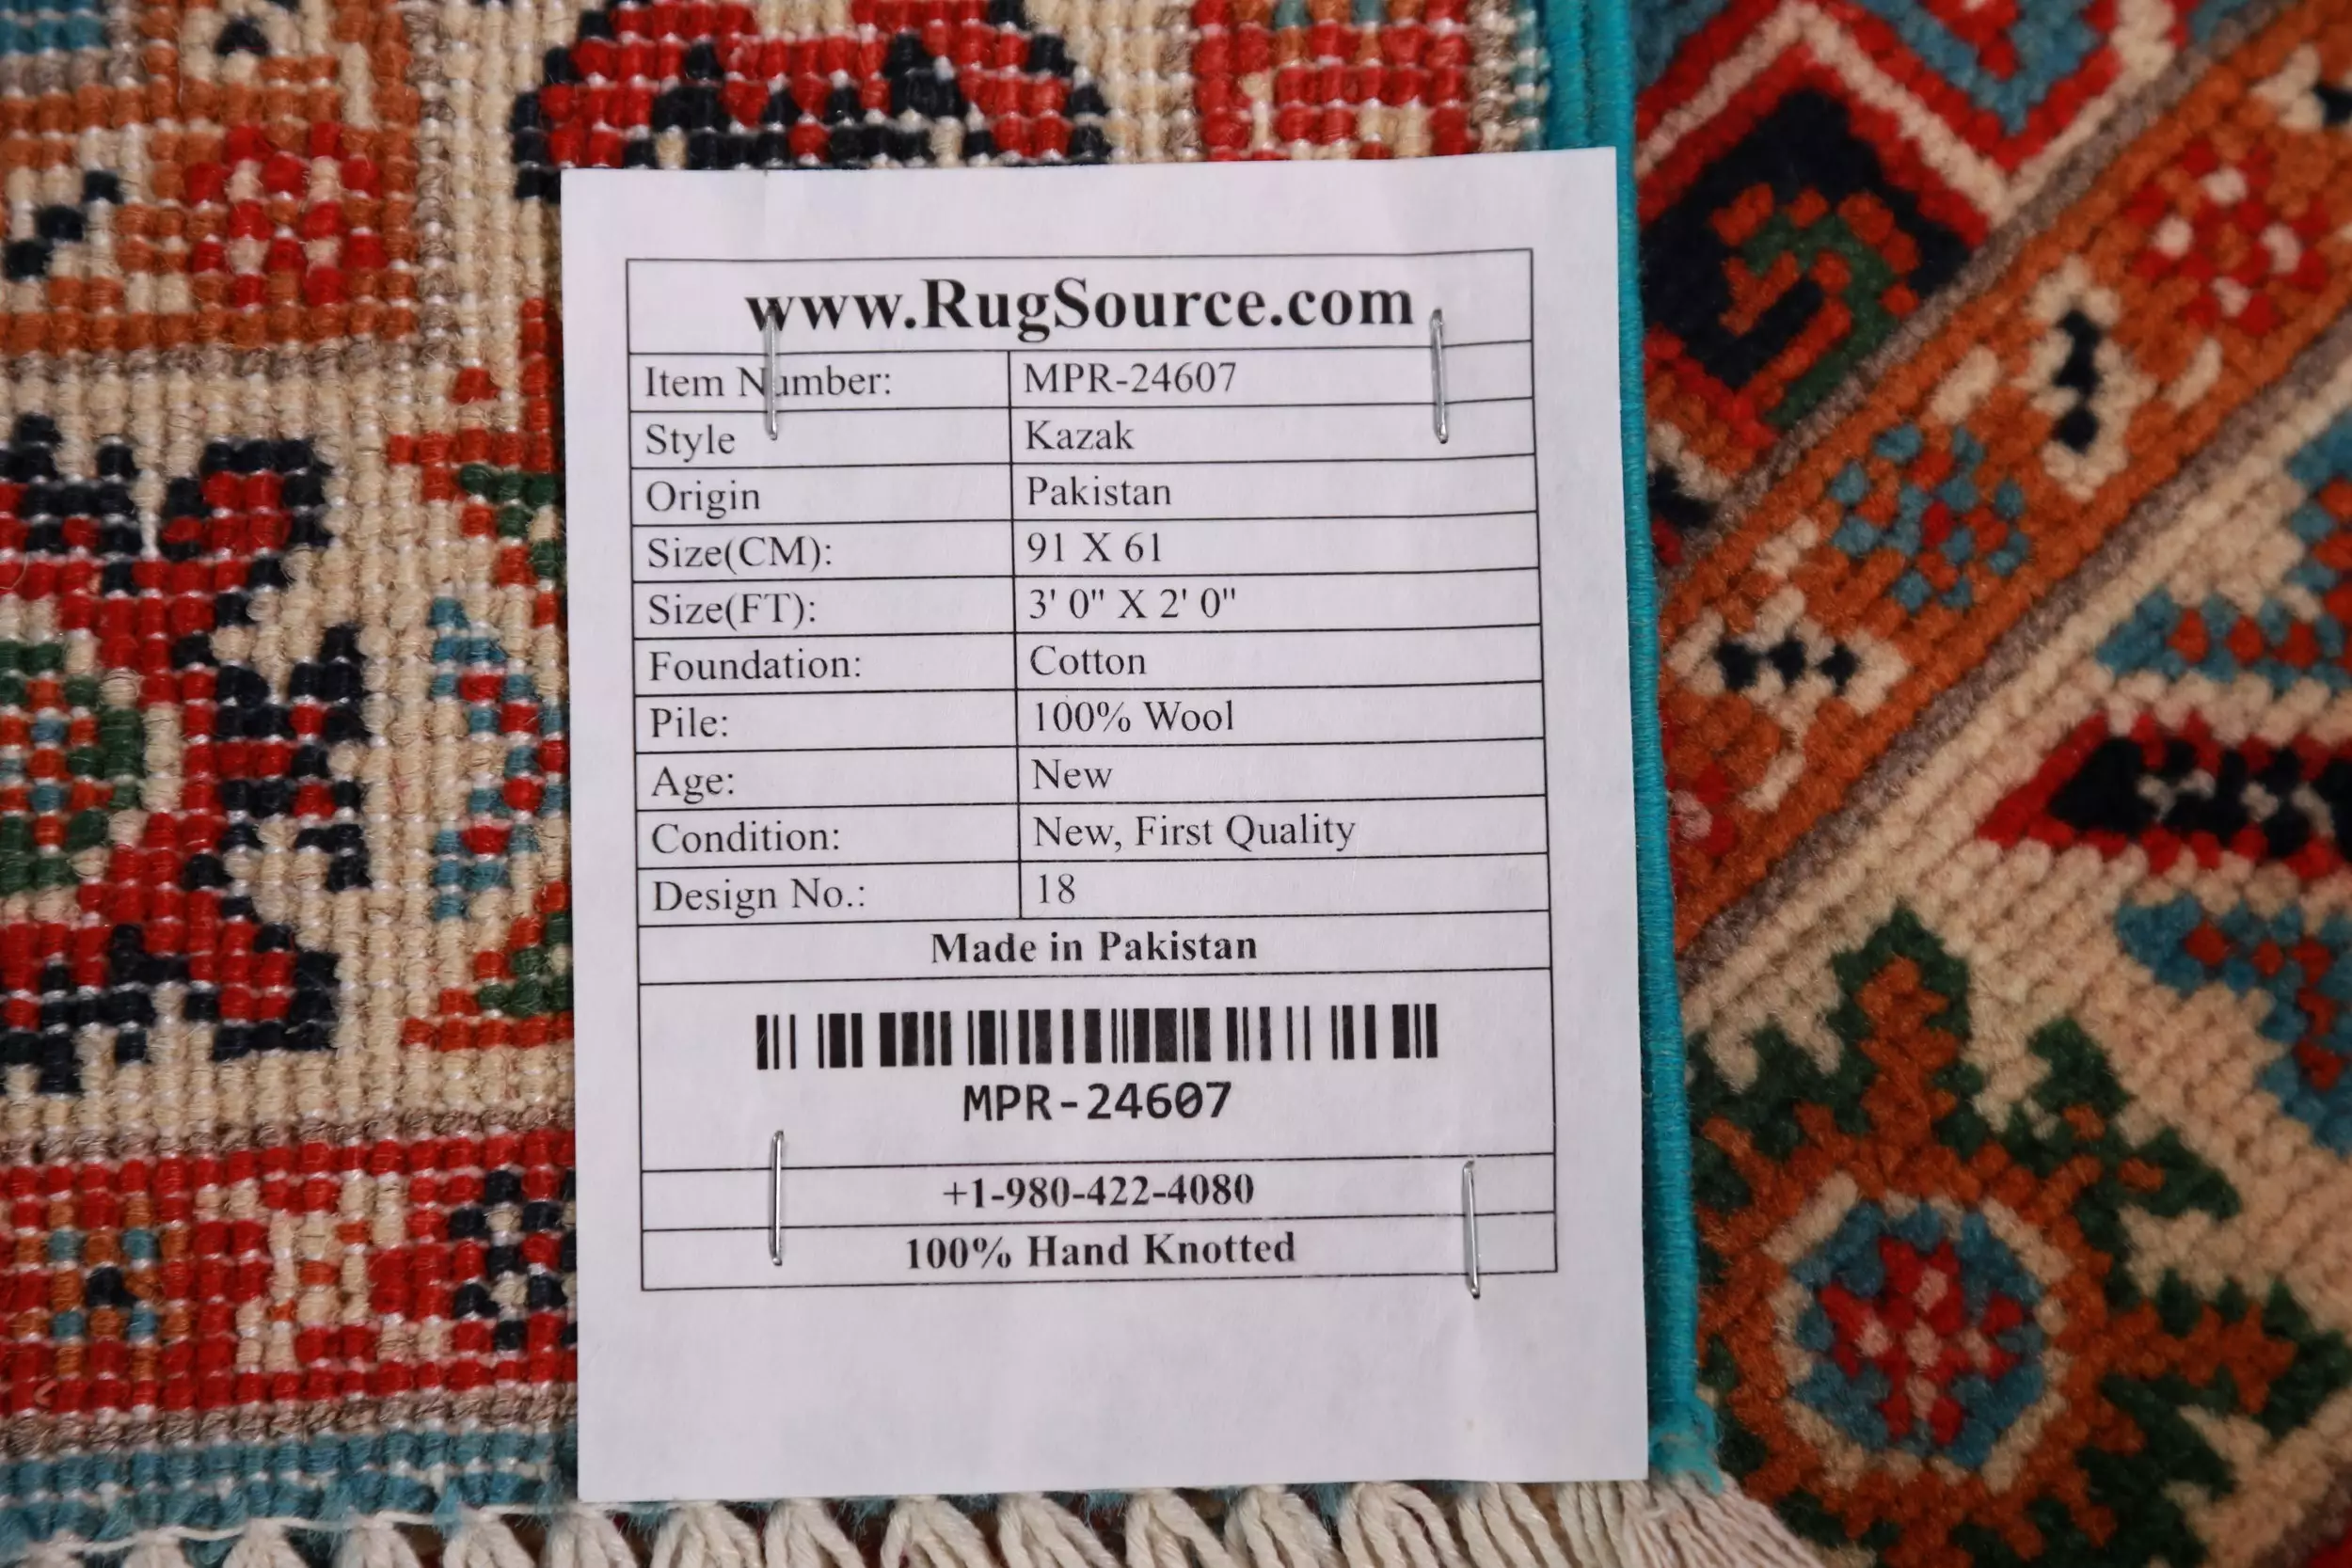 www.RugSource.com
Item Number: MPR-24607
Style Kazak
Origin Pakistan
Size(CM): 91 X 61
Size(FT): 3' 0" X 2' 0"
Foundation: Cotton
Pile: 100% Wool
Age: New
Condition: New, First Quality
Design No.: 18
Made in Pakistan
MPR-24607
+1-980-422-4080
100% Hand Knotted